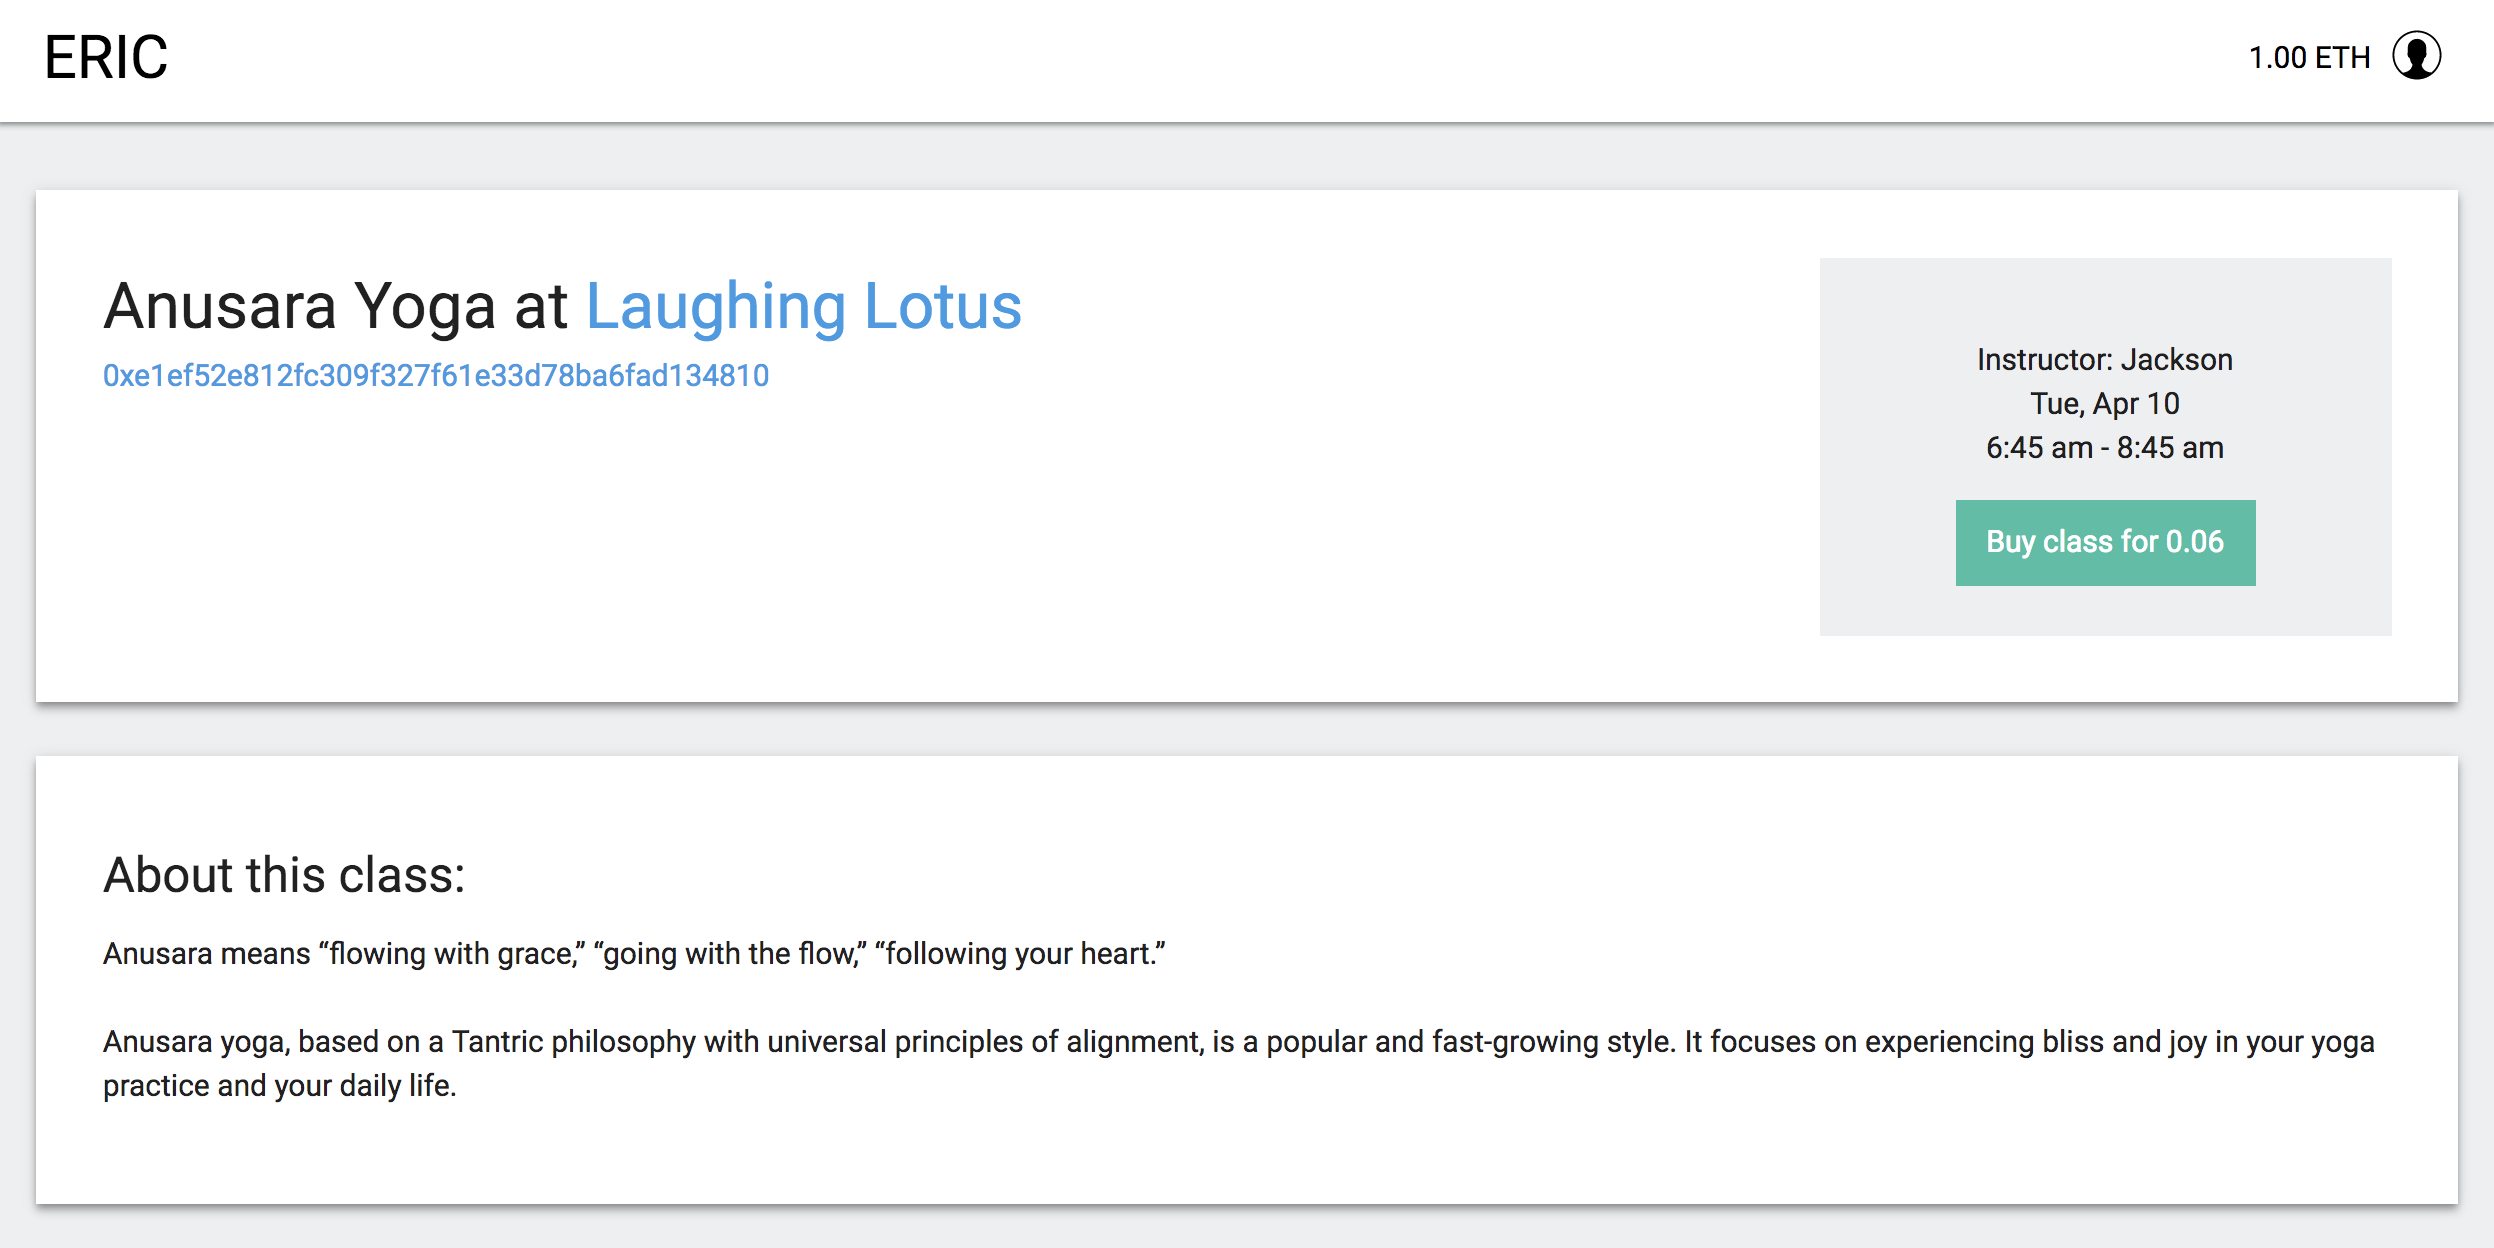 ERIC
1.00 ETH
Anusara Yoga at Laughing Lotus
0xe1ef52e812fc309f327f61e33d78ba6fad134810
Instructor: Jackson
Tue, Apr 10
6:45 am - 8:45 am
Buy class for 0.06
About this class:
Anusara means “flowing with grace,” “going with the flow,” “following your heart.”
Anusara yoga, based on a Tantric philosophy with universal principles of alignment, is a popular and fast-growing style. It focuses on experiencing bliss and joy in your yoga
practice and your daily life.